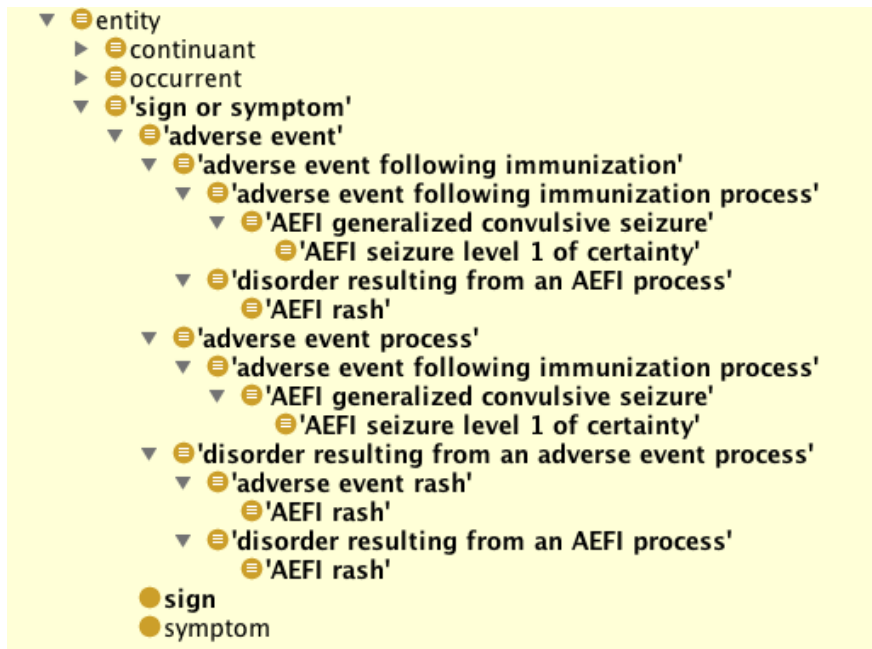 entity
continuant
occurrent
'sign or symptom'
'adverse event'
'adverse event following immunization'
'adverse event following immunization process'
'AEFI generalized convulsive seizure'
'AEFI seizure level 1 of certainty'
'disorder resulting from an AEFI process'
'AEFI rash'
'adverse event process'
'adverse event following immunization process'
'AEFI generalized convulsive seizure'
'AEFI seizure level 1 of certainty'
'disorder resulting from an adverse event process'
'adverse event rash'
'AEFI rash'
'disorder resulting from an AEFI process'
'AEFI rash'
sign
symptom